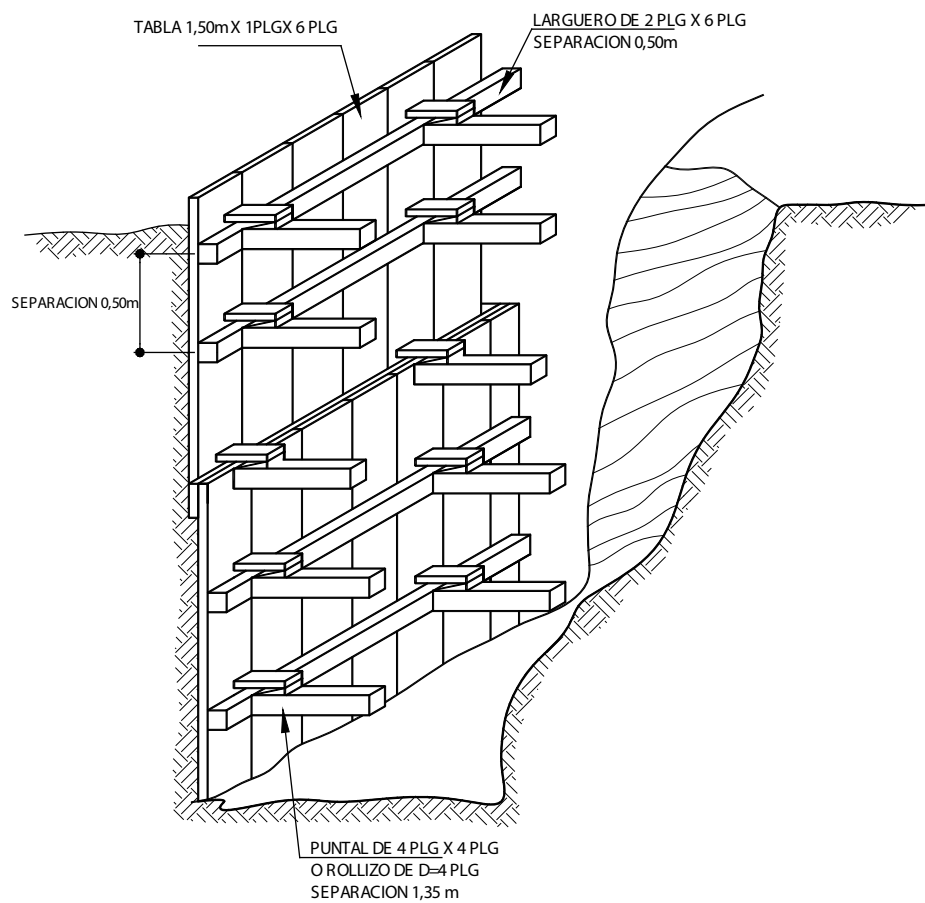 TABLA 1,50m X 1PLG X 6 PLG
LARGUERO DE 2 PLG X 6 PLG
SEPARACION 0,50m
SEPARACION 0,50m
PUNTAL DE 4 PLG X 4 PLG
O ROLLIZO DE D=4 PLG
SEPARACION 1,35 m